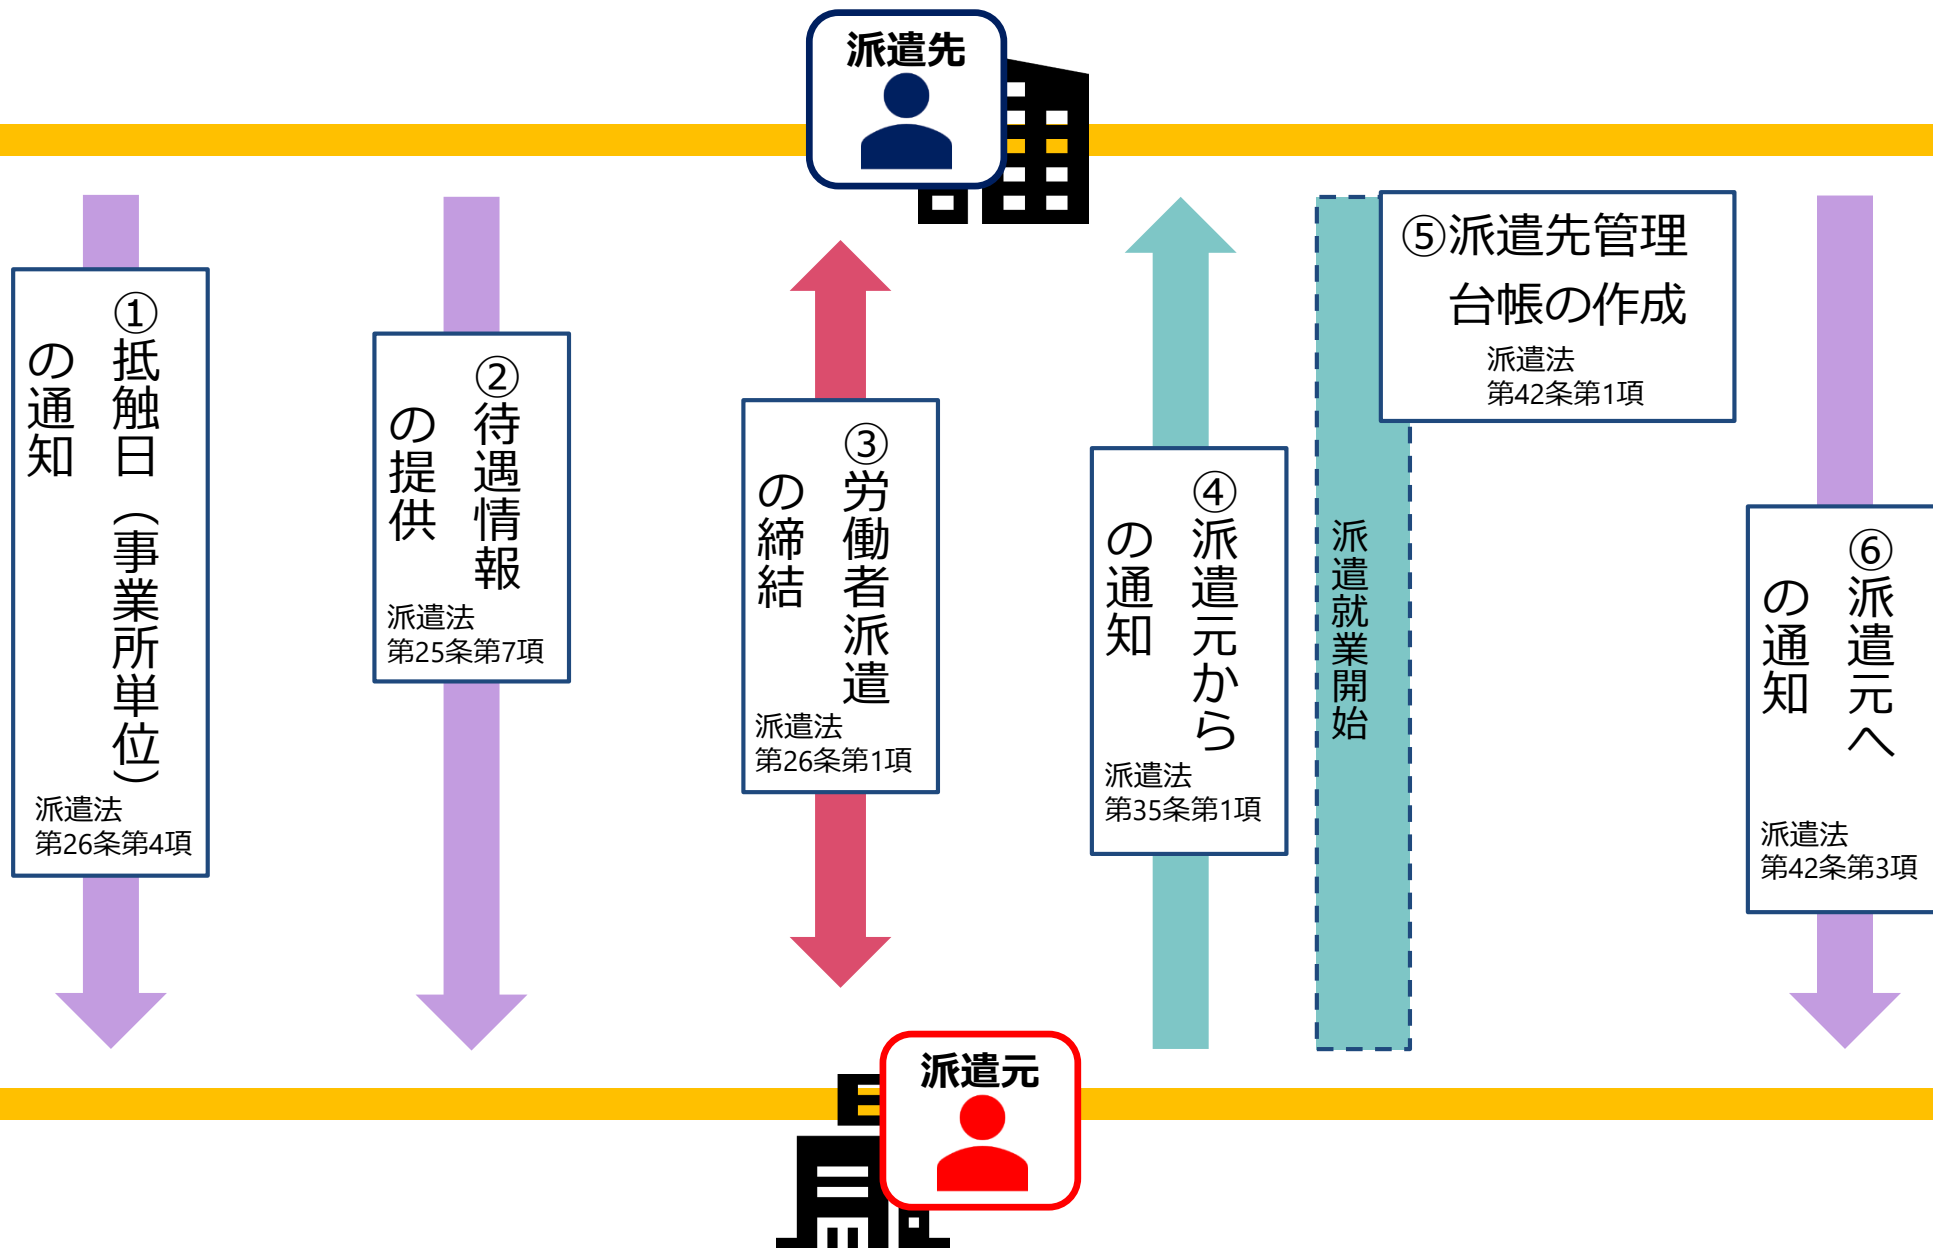 派遣先
①抵触日（事業所単位）
の通知
派遣法
第26条第4項
②待遇情報
の提供
派遣法
第25条第7項
③労働者派遣
の締結
派遣法
第26条第1項
④派遣元から
の通知
派遣法
第35条第1項
派遣就業開始
⑤派遣先管理
台帳の作成
派遣法
第42条第1項
⑥派遣元へ
の通知
派遣法
第42条第3項
派遣元